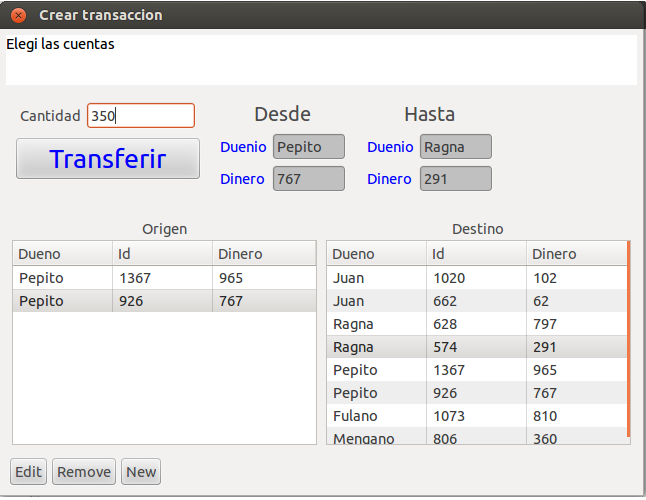 Crear transaccion
Elegi las cuentas
Cantidad 350
Transferir
Desde
Duenio Pepito
Dinero 767
Hasta
Duenio Ragna
Dinero 291
Origen
Dueno Id Dinero
Pepito 1367 965
Pepito 926 767
Destino
Dueno Id Dinero
Juan 1020 102
Juan 662 62
Ragna 628 797
Ragna 574 291
Pepito 1367 965
Pepito 926 767
Fulano 1073 810
Mengano 806 360
Edit Remove New